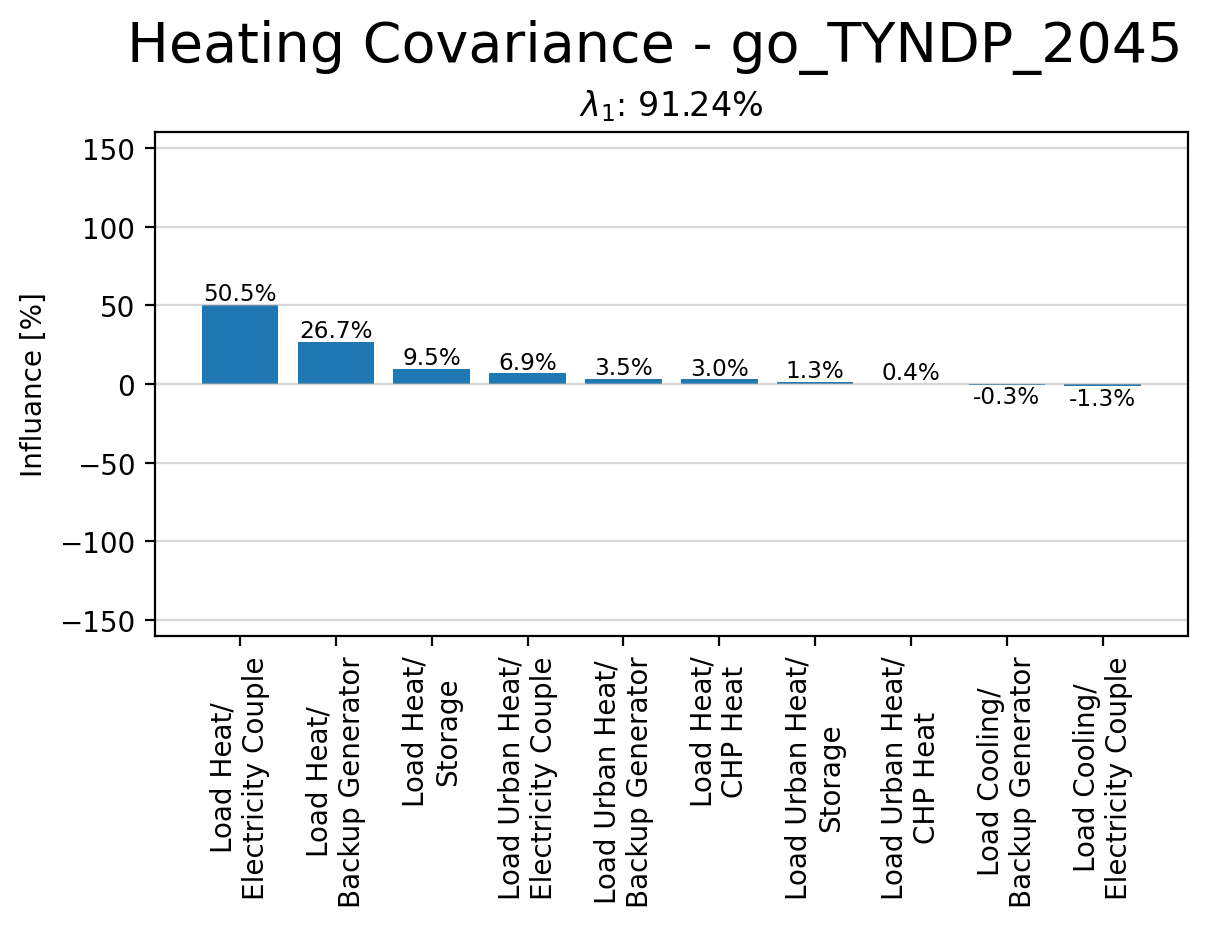 Heating Covariance - go_TYNDP_2045
λ₁: 91.24%
Influance [%]
150
100
50
0
−50
−100
−150
50.5%
26.7%
9.5%
6.9%
3.5%
3.0%
1.3%
0.4%
-0.3%
-1.3%
Load Heat/
Electricity Couple
Load Heat/
Backup Generator
Load Heat/
Storage
Load Urban Heat/
Electricity Couple
Load Urban Heat/
Backup Generator
Load Heat/
CHP Heat
Load Urban Heat/
Storage
Load Urban Heat/
CHP Heat
Load Cooling/
Backup Generator
Load Cooling/
Electricity Couple